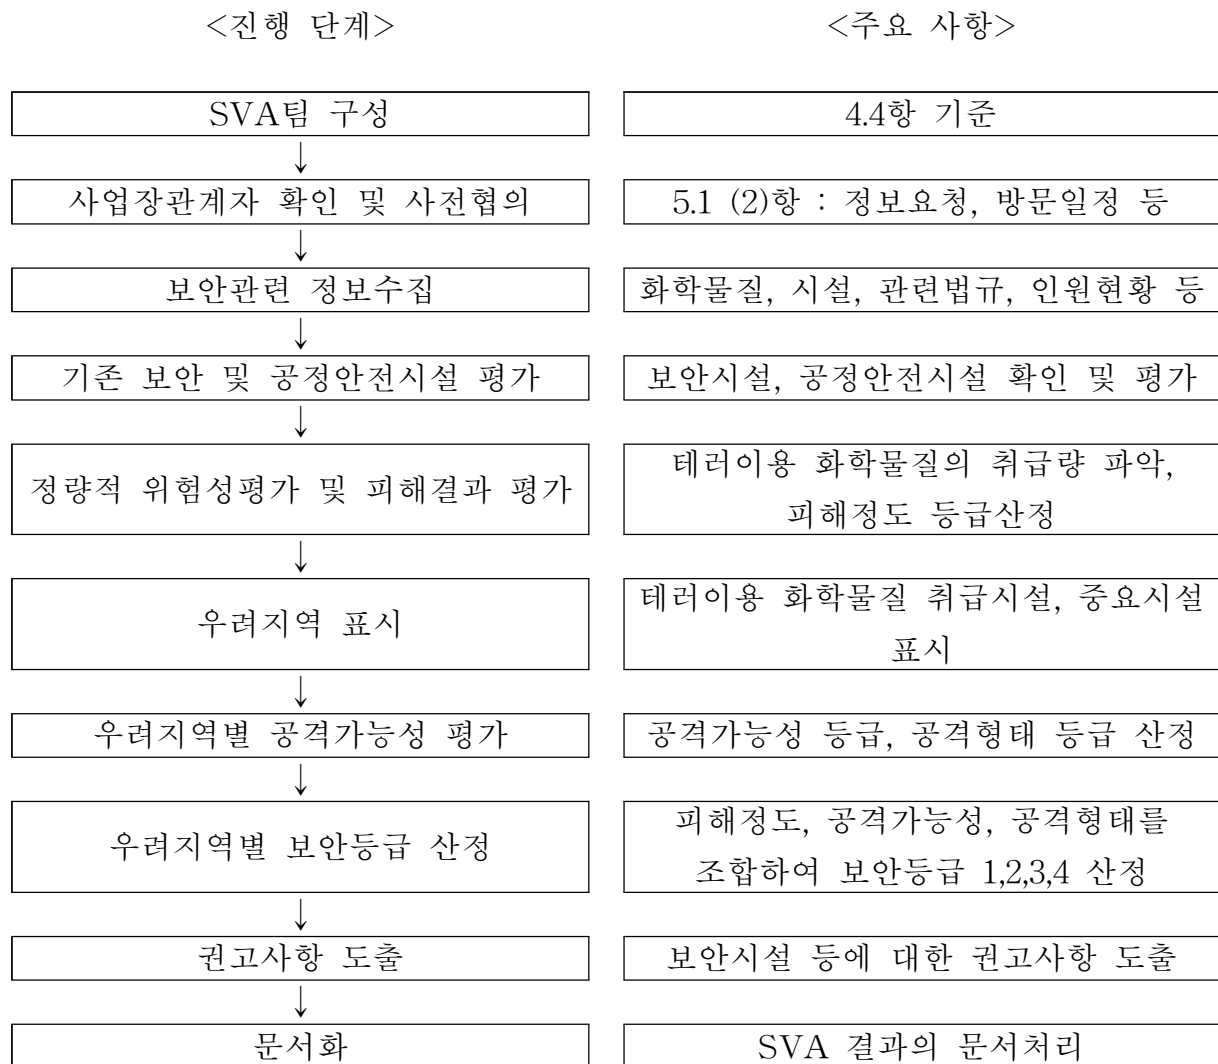 <진행 단계>
<주요 사항>
SVA팀 구성
4.4항 기준
↓
사업장관계자 확인 및 사전협의
5.1 (2)항 : 정보요청, 방문일정 등
↓
보안관련 정보수집
화학물질, 시설, 관련법규, 인원현황 등
↓
기존 보안 및 공정안전시설 평가
보안시설, 공정안전시설 확인 및 평가
↓
정량적 위험성평가 및 피해결과 평가
테러이용 화학물질의 취급량 파악,
피해정도 등급산정
↓
우려지역 표시
테러이용 화학물질 취급시설, 중요시설
표시
↓
우려지역별 공격가능성 평가
공격가능성 등급, 공격형태 등급 산정
↓
우려지역별 보안등급 산정
피해정도, 공격가능성, 공격형태를
조합하여 보안등급 1,2,3,4 산정
↓
권고사항 도출
보안시설 등에 대한 권고사항 도출
↓
문서화
SVA 결과의 문서처리